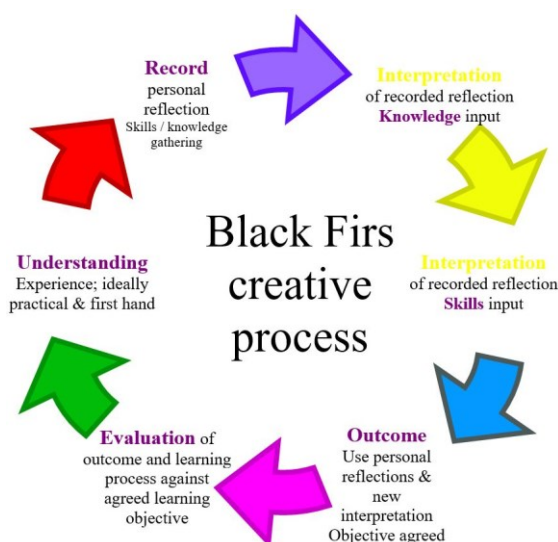 Record
personal
reflection
Skills / knowledge
gathering
Interpretation
of recorded reflection
Knowledge input
Interpretation
of recorded reflection
Skills input
Outcome
Use personal
reflections &
new
interpretation
Objective agreed
Evaluation of
outcome and learning
process against
agreed learning
objective
Understanding
Experience; ideally
practical & first hand
Black Firs
creative
process